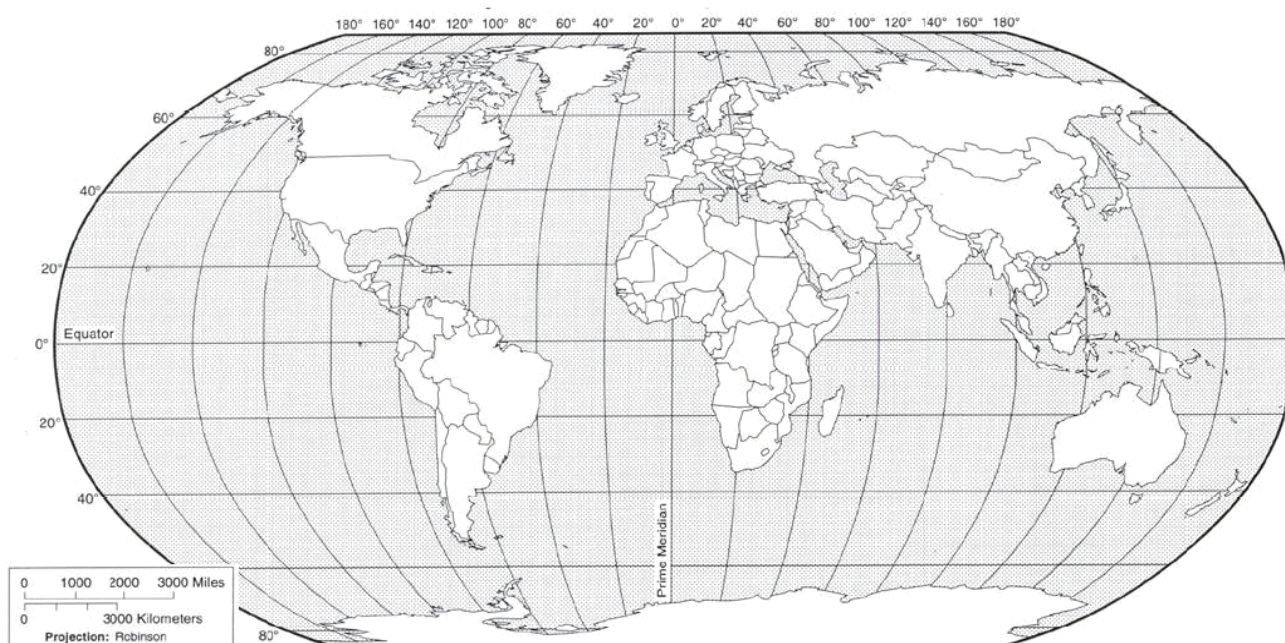 180° 160° 140° 120° 100° 80° 60° 40° 20° 0° 20° 40° 60° 80° 100° 120° 140° 160° 180°
80°
60°
40°
20°
Equator
0°
20°
40°
Prime Meridian
0 1000 2000 3000 Miles
0 3000 Kilometers
Projection: Robinson
80°